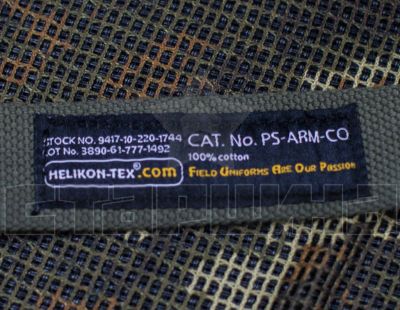 STOCK NO. 9417-10-220-1744
LOT No. 3890-61-777-1492
CAT. No. PS-ARM-CO
100% cotton
HELIKON-TEX®.com
FIELD UNIFORMS ARE OUR PASSION